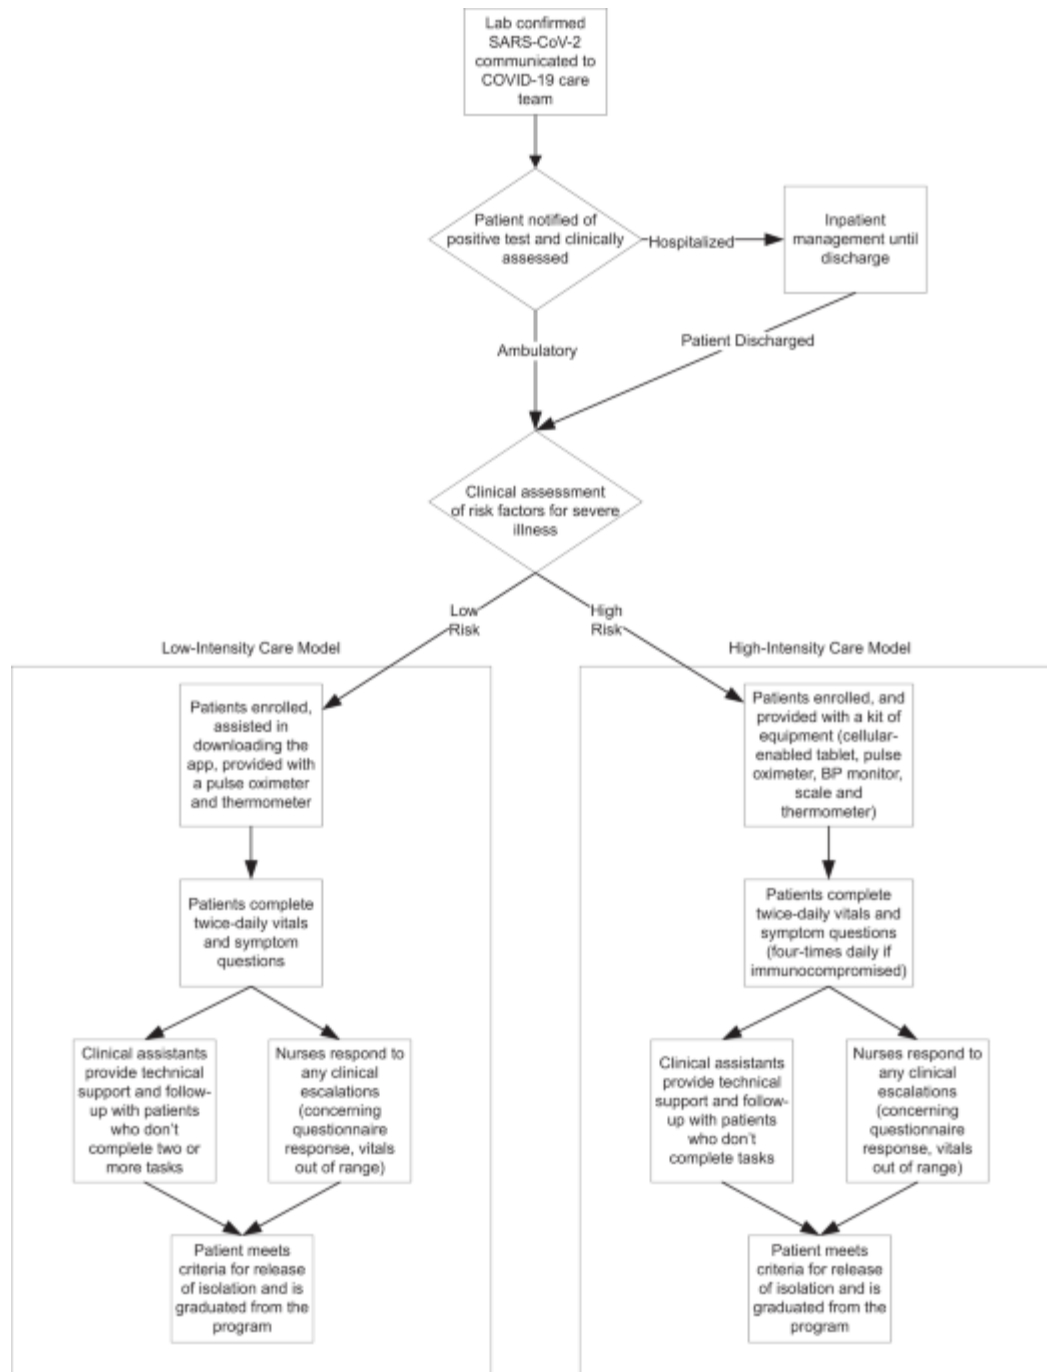 Lab confirmed
SARS-CoV-2
communicated to
COVID-19 care
team
Patient notified of
positive test and clinically
assessed
Hospitalized
Inpatient
management until
discharge
Ambulatory
Patient Discharged
Clinical assessment
of risk factors for severe
illness
Low
Risk
High
Risk
Low-Intensity Care Model
Patients enrolled,
assisted in
downloading the
app, provided with
a pulse oximeter
and thermometer
Patients complete
twice-daily vitals
and symptom
questions
Clinical assistants
provide technical
support and follow-
up with patients
who don't
complete two or
more tasks
Nurses respond to
any clinical
escalations
(concerning
questionnaire
response, vitals
out of range)
Patient meets
criteria for release
of isolation and is
graduated from the
program
High-Intensity Care Model
Patients enrolled, and
provided with a kit of
equipment (cellular-
enabled tablet, pulse
oximeter, BP monitor,
scale and
thermometer)
Patients complete
twice-daily vitals and
symptom questions
(four-times daily if
immunocompromised)
Clinical assistants
provide technical
support and follow-
up with patients
who don't
complete tasks
Nurses respond to
any clinical
escalations
(concerning
questionnaire
response, vitals
out of range)
Patient meets
criteria for release
of isolation and is
graduated from the
program